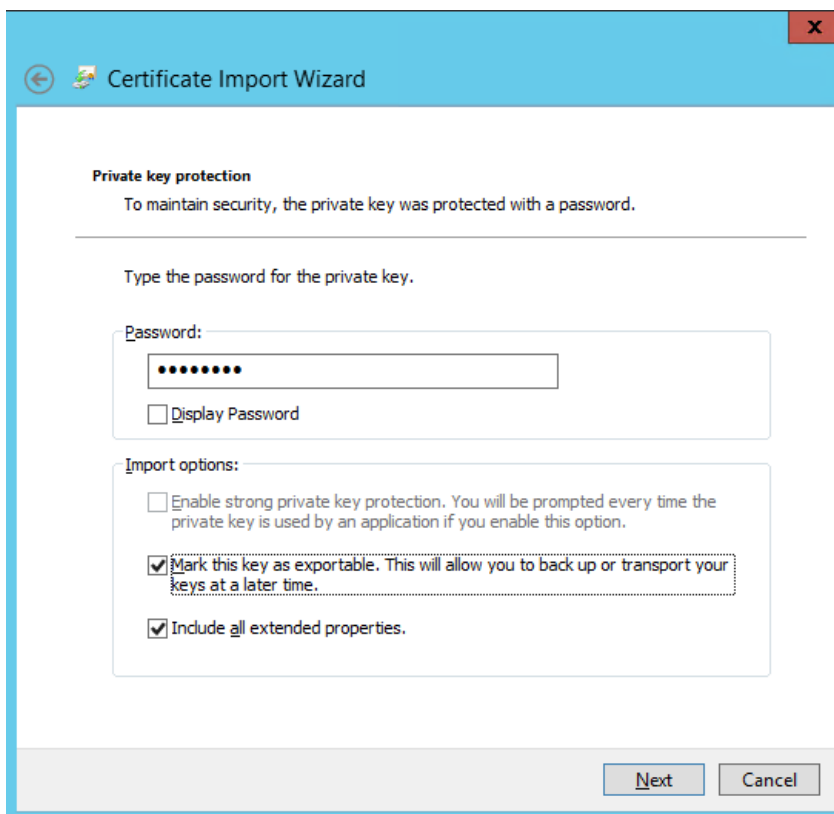 x
Certificate Import Wizard
Private key protection
To maintain security, the private key was protected with a password.
Type the password for the private key.
Password:
••••••••
Display Password
Import options:
Enable strong private key protection. You will be prompted every time the
private key is used by an application if you enable this option.
Mark this key as exportable. This will allow you to back up or transport your
keys at a later time.
Include all extended properties.
Next
Cancel